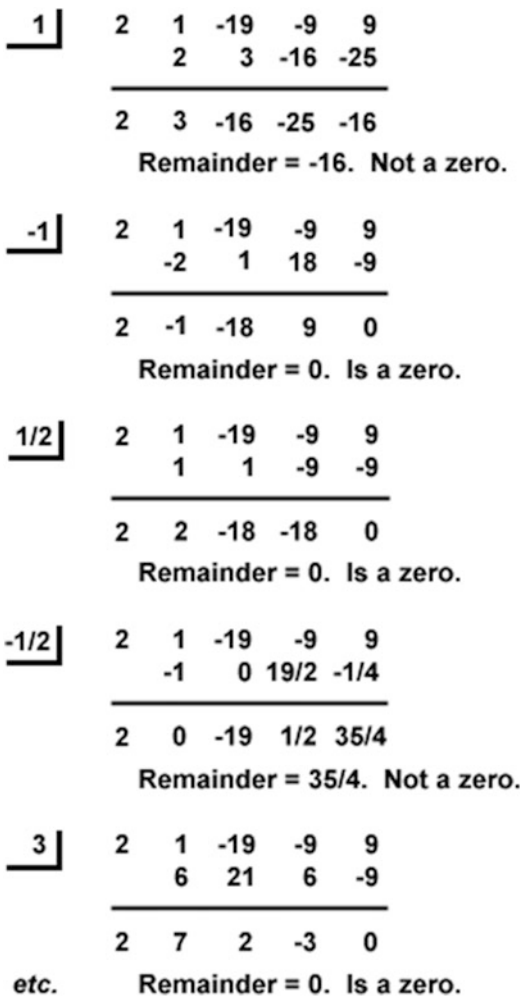 1 2 1 -19 -9 9
2 3 -16 -25
2 3 -16 -25 -16
Remainder = -16. Not a zero.
-1 2 1 -19 -9 9
-2 1 18 -9
2 -1 -18 9 0
Remainder = 0. Is a zero.
1/2 2 1 -19 -9 9
1 1 -9 -9
2 2 -18 -18 0
Remainder = 0. Is a zero.
-1/2 2 1 -19 -9 9
-1 0 19/2 -1/4
2 0 -19 1/2 35/4
Remainder = 35/4. Not a zero.
3 2 1 -19 -9 9
6 21 6 -9
2 7 2 -3 0
etc. Remainder = 0. Is a zero.